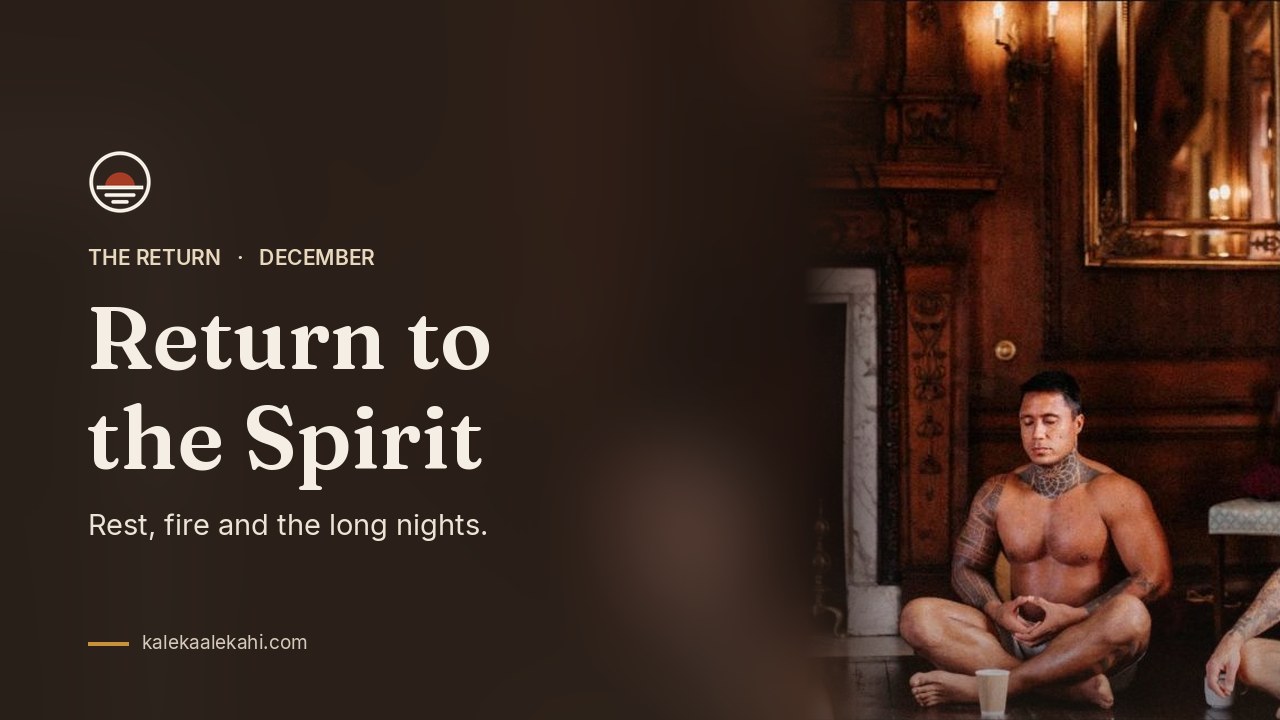 THE RETURN · DECEMBER
Return to
the Spirit
Rest, fire and the long nights.
kalekaalekahi.com